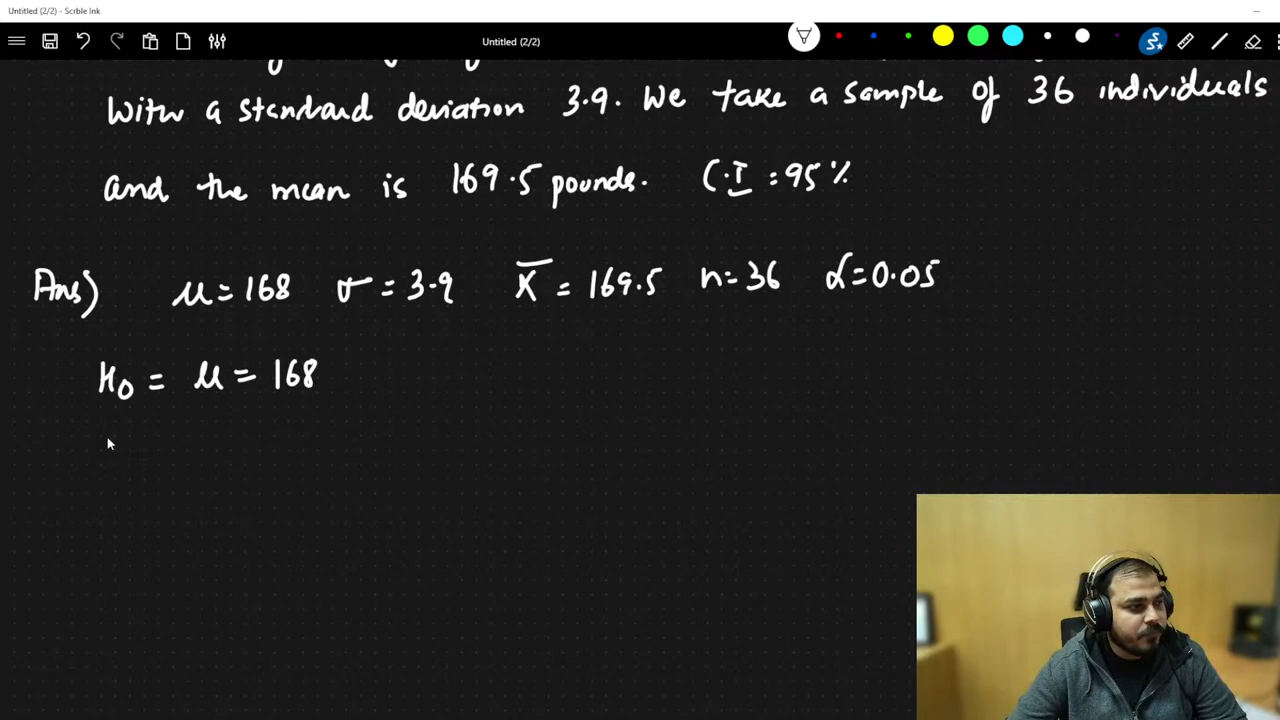 Untitled (2/2) - Scrble Ink
Untitled (2/2)
With a standard deviation 3.9. We take a sample of 36 individuals
and the mean is 169.5 pounds. C.I = 95%
Ans) μ = 168 σ = 3.9 X̄ = 169.5 n = 36 α = 0.05
H₀ = μ = 168